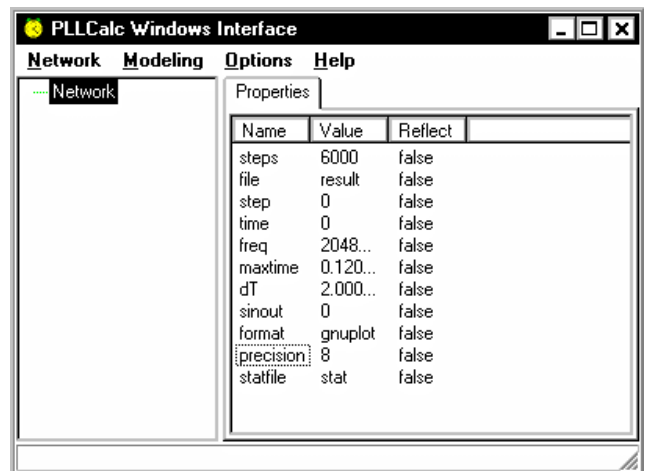 PLLCalc Windows Interface
Network Modeling Options Help
Network
Properties
Name Value Reflect
steps 6000 false
file result false
step 0 false
time 0 false
freq 2048... false
maxtime 0.120... false
dT 2.000... false
sinout 0 false
format gnuplot false
precision 8 false
statfile stat false